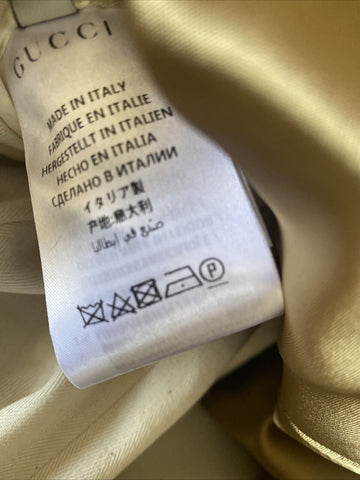 GUCCI
MADE IN ITALY
FABRIQUE EN ITALIE
HERGESTELLT IN ITALIEN
HECHO EN ITALIA
СДЕЛАНО В ИТАЛИИ
イタリア製
产地:意大利
صنع في إيطاليا
P